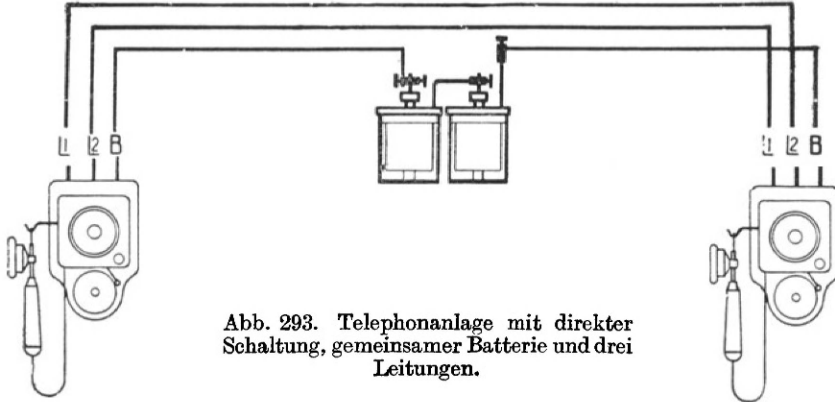 L1 L2 B
L1 L2 B
Abb. 293. Telephonanlage mit direkter
Schaltung, gemeinsamer Batterie und drei
Leitungen.